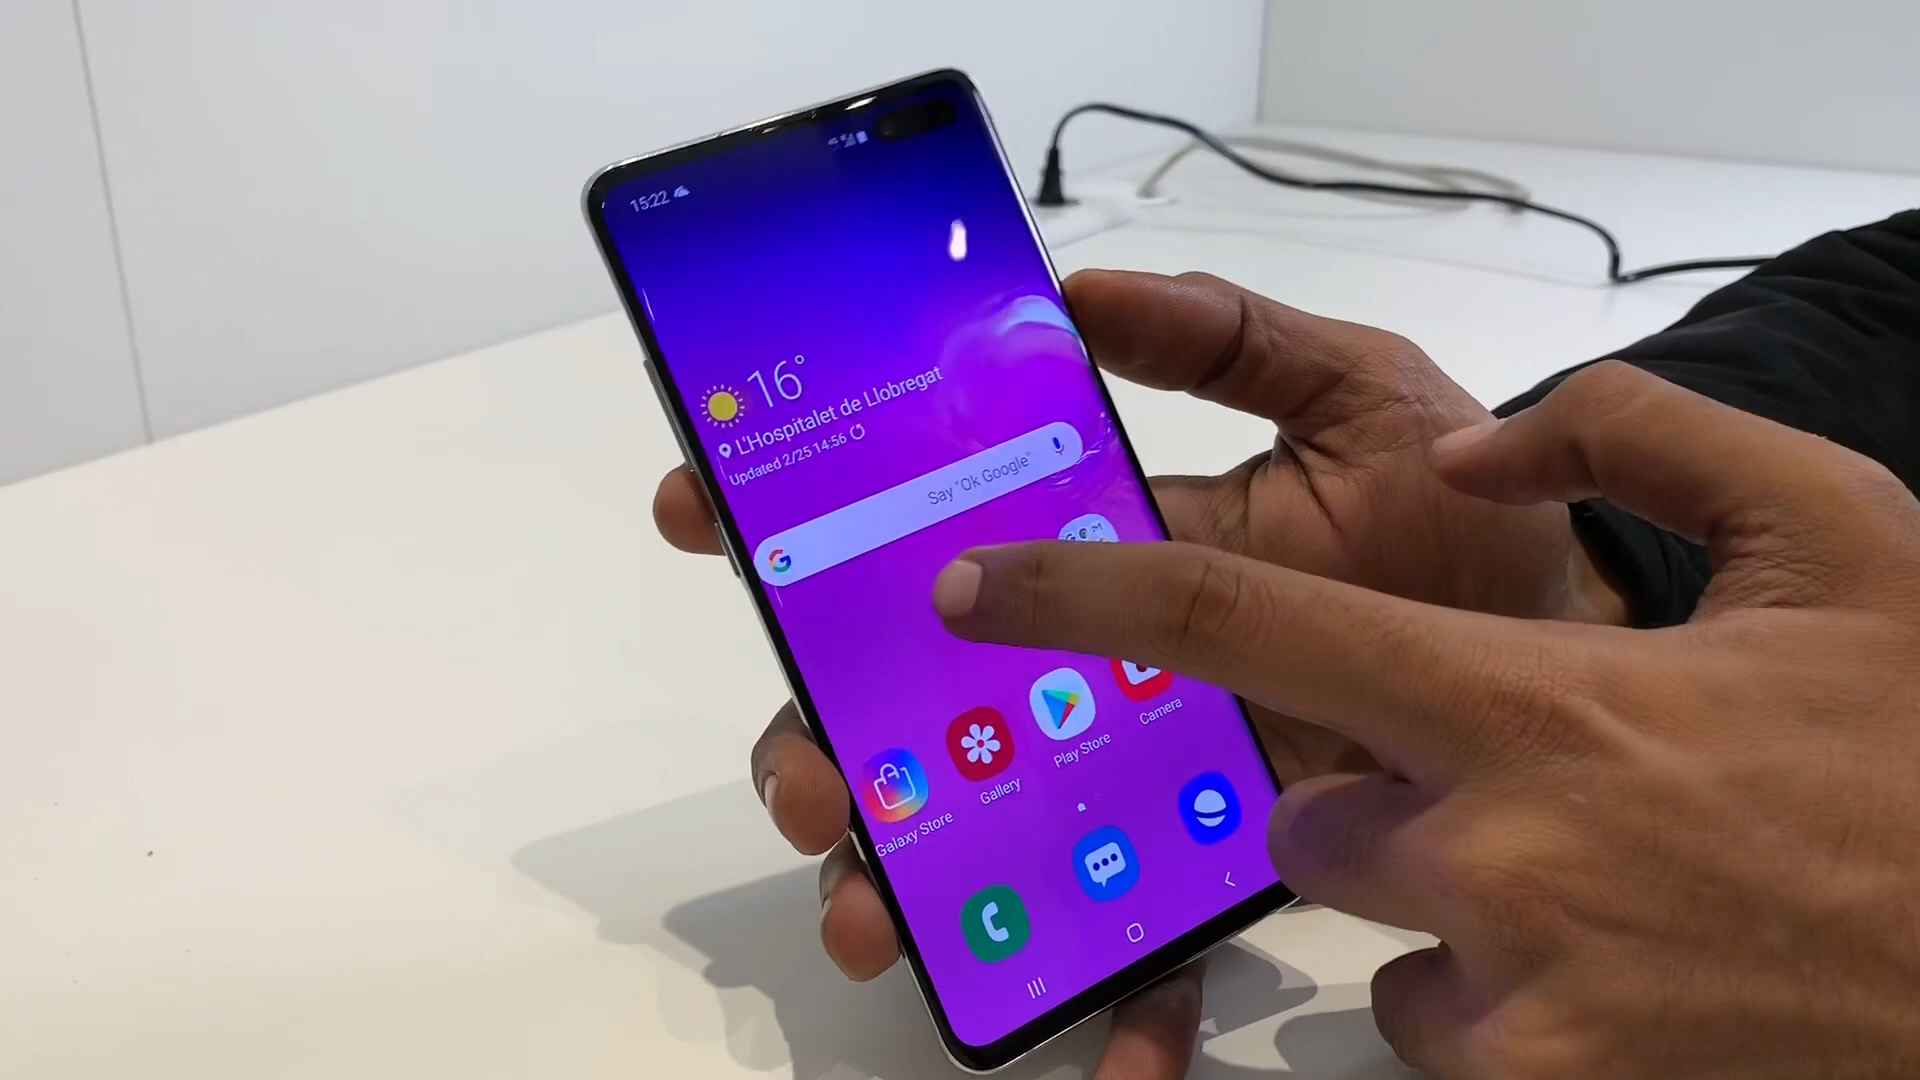 15:22
16°
L'Hospitalet de Llobregat
Updated 2/25 14:56
Say "Ok Google"
Galaxy Store
Gallery
Play Store
Camera